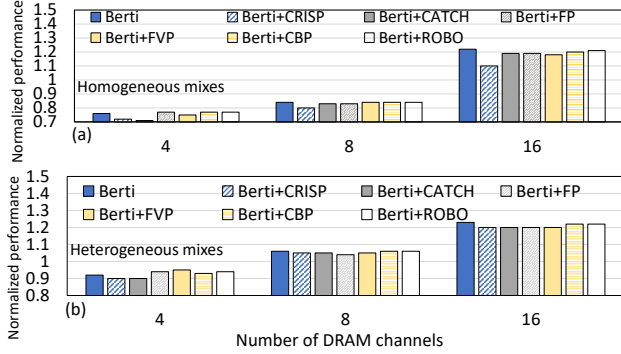 Normalized performance
1.5
1.4
1.3
1.2
1.1
1
0.9
0.8
0.7
Berti
Berti+CRISP
Berti+CATCH
Berti+FP
Berti+FVP
Berti+CBP
Berti+ROBO
Homogeneous mixes
(a)
4
8
16
Normalized performance
1.5
1.4
1.3
1.2
1.1
1
0.9
0.8
Berti
Berti+CRISP
Berti+CATCH
Berti+FP
Berti+FVP
Berti+CBP
Berti+ROBO
Heterogeneous mixes
(b)
4
8
16
Number of DRAM channels